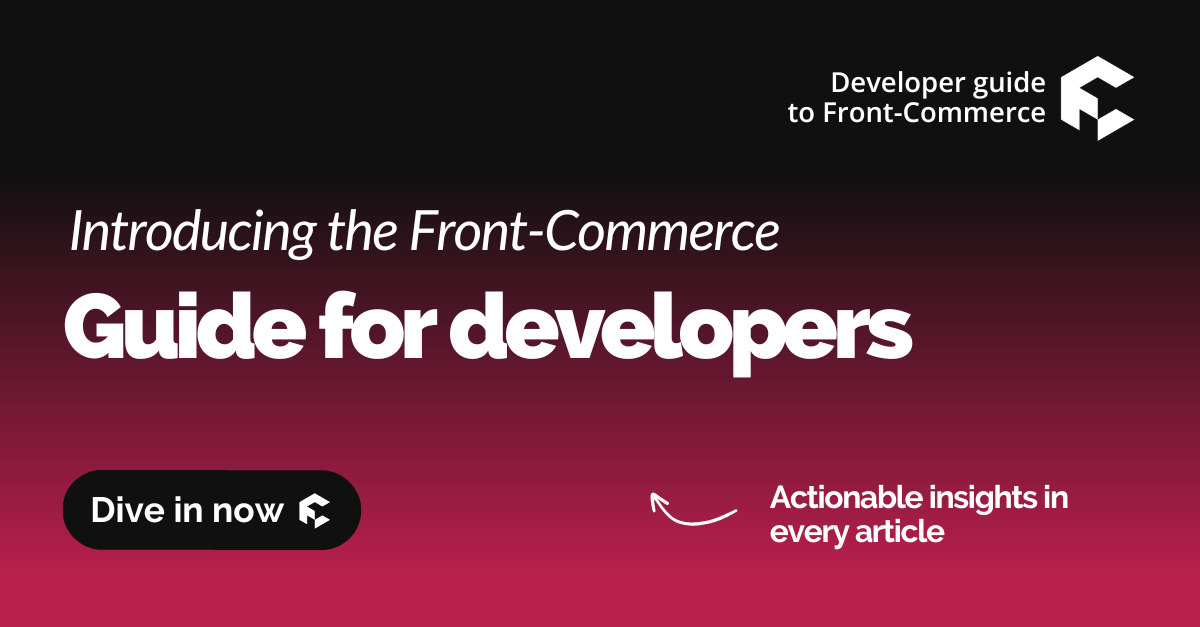 Developer guide
to Front-Commerce
Introducing the Front-Commerce
Guide for developers
Dive in now
Actionable insights in
every article